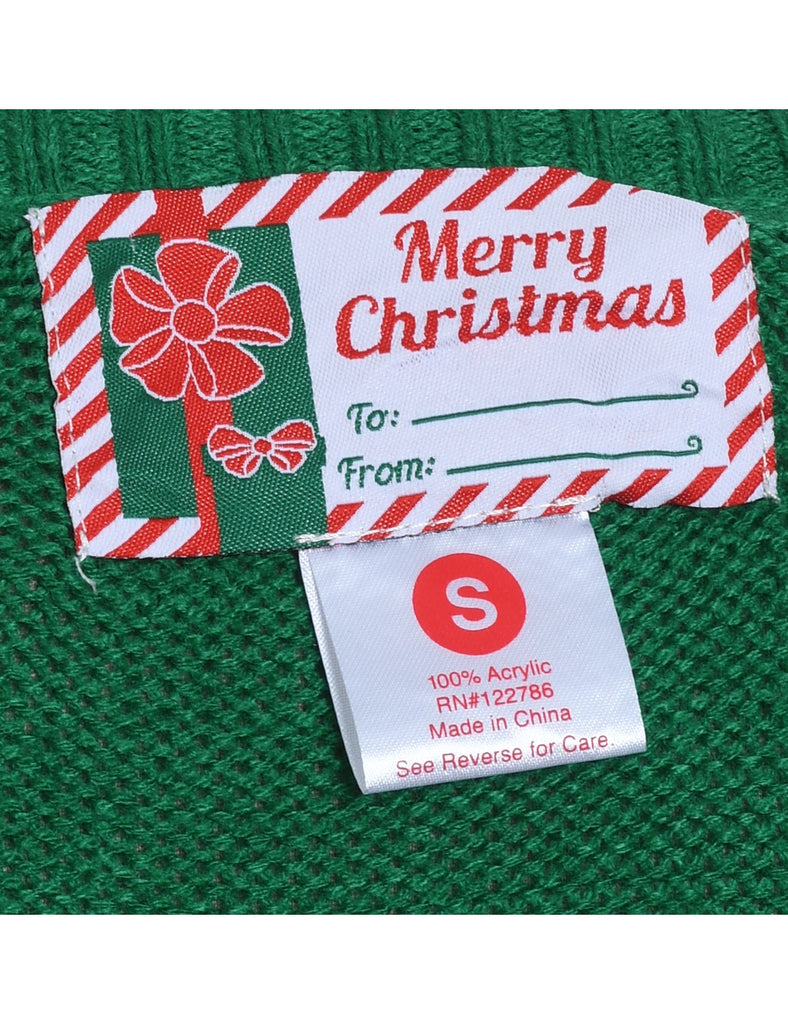 Merry
Christmas
To:
From:
S
100% Acrylic
RN#122786
Made in China
See Reverse for Care.